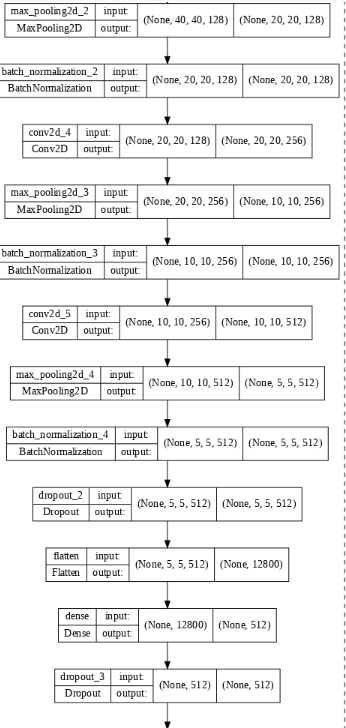 max_pooling2d_2 input: (None, 40, 40, 128) (None, 20, 20, 128)
MaxPooling2D output:
batch_normalization_2 input: (None, 20, 20, 128) (None, 20, 20, 128)
BatchNormalization output:
conv2d_4 input: (None, 20, 20, 128) (None, 20, 20, 256)
Conv2D output:
max_pooling2d_3 input: (None, 20, 20, 256) (None, 10, 10, 256)
MaxPooling2D output:
batch_normalization_3 input: (None, 10, 10, 256) (None, 10, 10, 256)
BatchNormalization output:
conv2d_5 input: (None, 10, 10, 256) (None, 10, 10, 512)
Conv2D output:
max_pooling2d_4 input: (None, 10, 10, 512) (None, 5, 5, 512)
MaxPooling2D output:
batch_normalization_4 input: (None, 5, 5, 512) (None, 5, 5, 512)
BatchNormalization output:
dropout_2 input: (None, 5, 5, 512) (None, 5, 5, 512)
Dropout output:
flatten input: (None, 5, 5, 512) (None, 12800)
Flatten output:
dense input: (None, 12800) (None, 512)
Dense output:
dropout_3 input: (None, 512) (None, 512)
Dropout output: